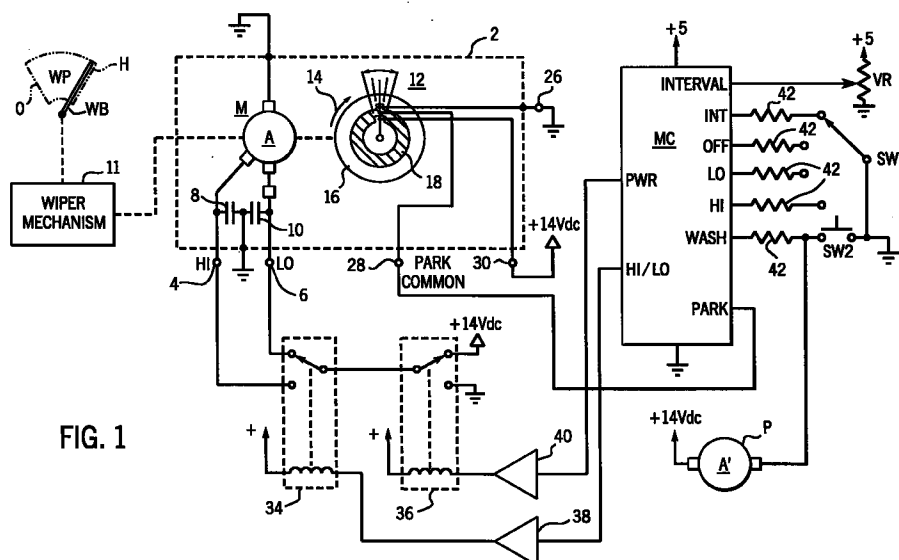 2
+5
+5
26
12
14
O
WP
H
WB
M
A
INTERVAL
VR
42
INT
SW
42
OFF
MC
42
LO
42
HI
11
WIPER
MECHANISM
8
16
18
10
PWR
+14Vdc
WASH
SW2
42
HI
LO
28
PARK
COMMON
30
HI/LO
4
6
PARK
+14Vdc
FIG. 1
+
+
40
+14Vdc
P
A'
34
36
38